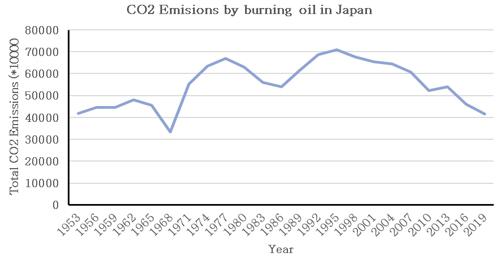 CO2 Emisions by burning oil in Japan
Total CO2 Emissions (*10000
80000
70000
60000
50000
40000
30000
20000
10000
0
1953 1956 1959 1962 1965 1968 1971 1974 1977 1980 1983 1986 1989 1992 1995 1998 2001 2004 2007 2010 2013 2016 2019
Year